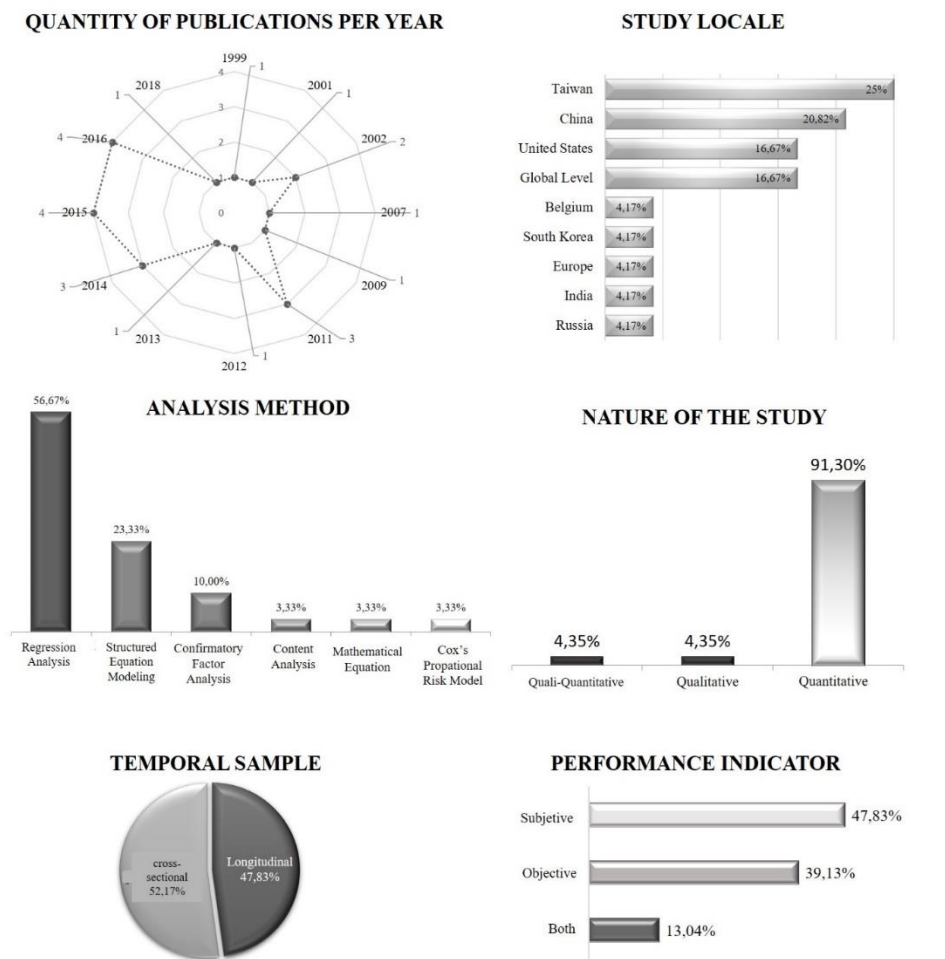 QUANTITY OF PUBLICATIONS PER YEAR
1999
1
2001
1
2002
2
2007
1
2009
1
2011
3
2012
1
2013
1
2014
3
2015
4
2016
4
2018
1
4
3
2
1
0
STUDY LOCALE
Taiwan
25%
China
20,82%
United States
16,67%
Global Level
16,67%
Belgium
4,17%
South Korea
4,17%
Europe
4,17%
India
4,17%
Russia
4,17%
ANALYSIS METHOD
56,67%
23,33%
10,00%
3,33%
3,33%
3,33%
Regression
Analysis
Structured
Equation
Modeling
Confirmatory
Factor
Analysis
Content
Analysis
Mathematical
Equation
Cox's
Propational
Risk Model
NATURE OF THE STUDY
4,35%
4,35%
91,30%
Quali-Quantitative
Qualitative
Quantitative
TEMPORAL SAMPLE
cross-
sectional
52,17%
Longitudinal
47,83%
PERFORMANCE INDICATOR
Subjetive
47,83%
Objective
39,13%
Both
13,04%